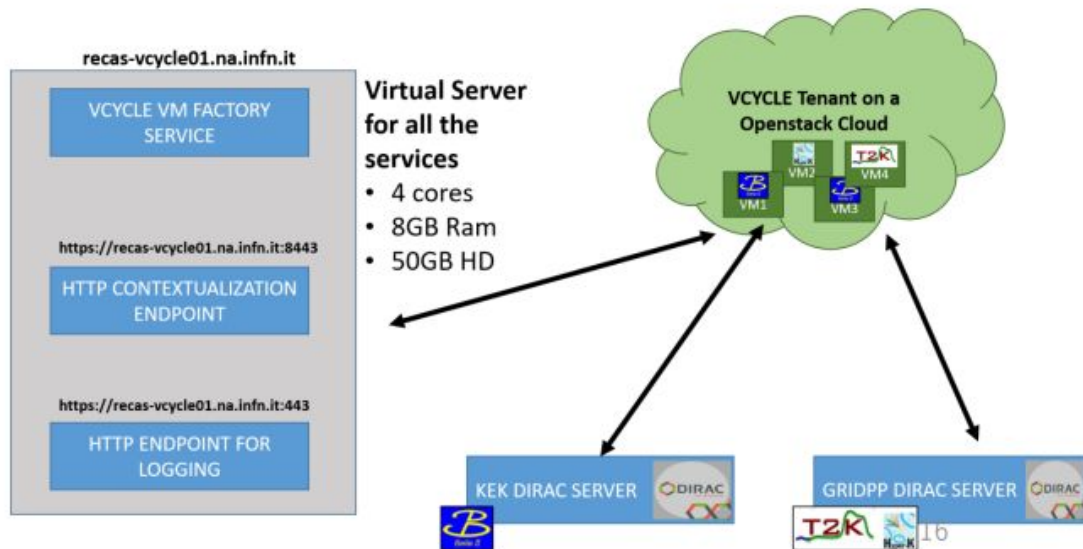 recas-vcycle01.na.infn.it
VCYCLE VM FACTORY
SERVICE
https://recas-vcycle01.na.infn.it:8443
HTTP CONTEXTUALIZATION
ENDPOINT
https://recas-vcycle01.na.infn.it:443
HTTP ENDPOINT FOR
LOGGING
Virtual Server
for all the
services
• 4 cores
• 8GB Ram
• 50GB HD
VCYCLE Tenant on a
Openstack Cloud
VM1
VM2
VM3
T2K
VM4
KEK DIRAC SERVER
DIRAC
B
GRIDPP DIRAC SERVER
DIRAC
T2K
16